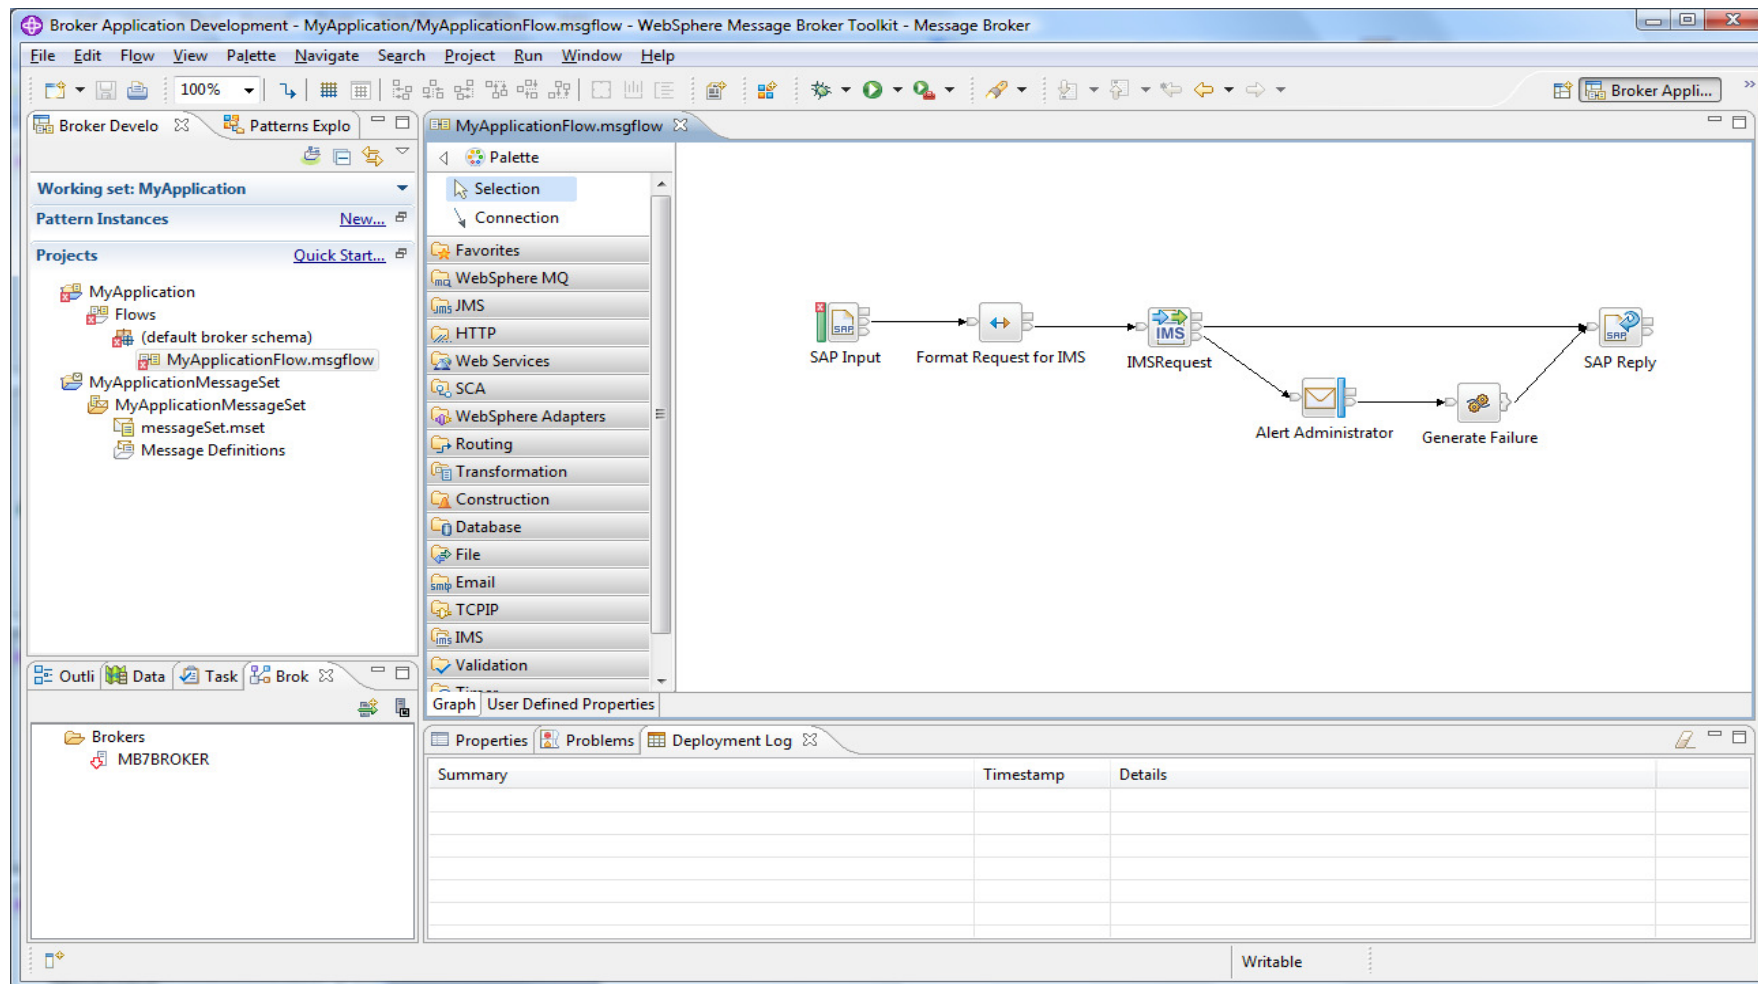 Broker Application Development - MyApplication/MyApplicationFlow.msgflow - WebSphere Message Broker Toolkit - Message Broker
File Edit Flow View Palette Navigate Search Project Run Window Help
100%
Broker Appli...
Broker Develo
Patterns Explo
Working set: MyApplication
Pattern Instances New...
Projects Quick Start...
MyApplication
Flows
(default broker schema)
MyApplicationFlow.msgflow
MyApplicationMessageSet
MyApplicationMessageSet
messageSet.mset
Message Definitions
Outli Data Task Brok
Brokers
MB7BROKER
MyApplicationFlow.msgflow
Palette
Selection
Connection
Favorites
WebSphere MQ
JMS
HTTP
Web Services
SCA
WebSphere Adapters
Routing
Transformation
Construction
Database
File
Email
TCPIP
IMS
Validation
SAP
SAP Input
Format Request for IMS
IMS
IMSRequest
SAP
SAP Reply
Alert Administrator
Generate Failure
Graph User Defined Properties
Properties Problems Deployment Log
Summary Timestamp Details
Writable